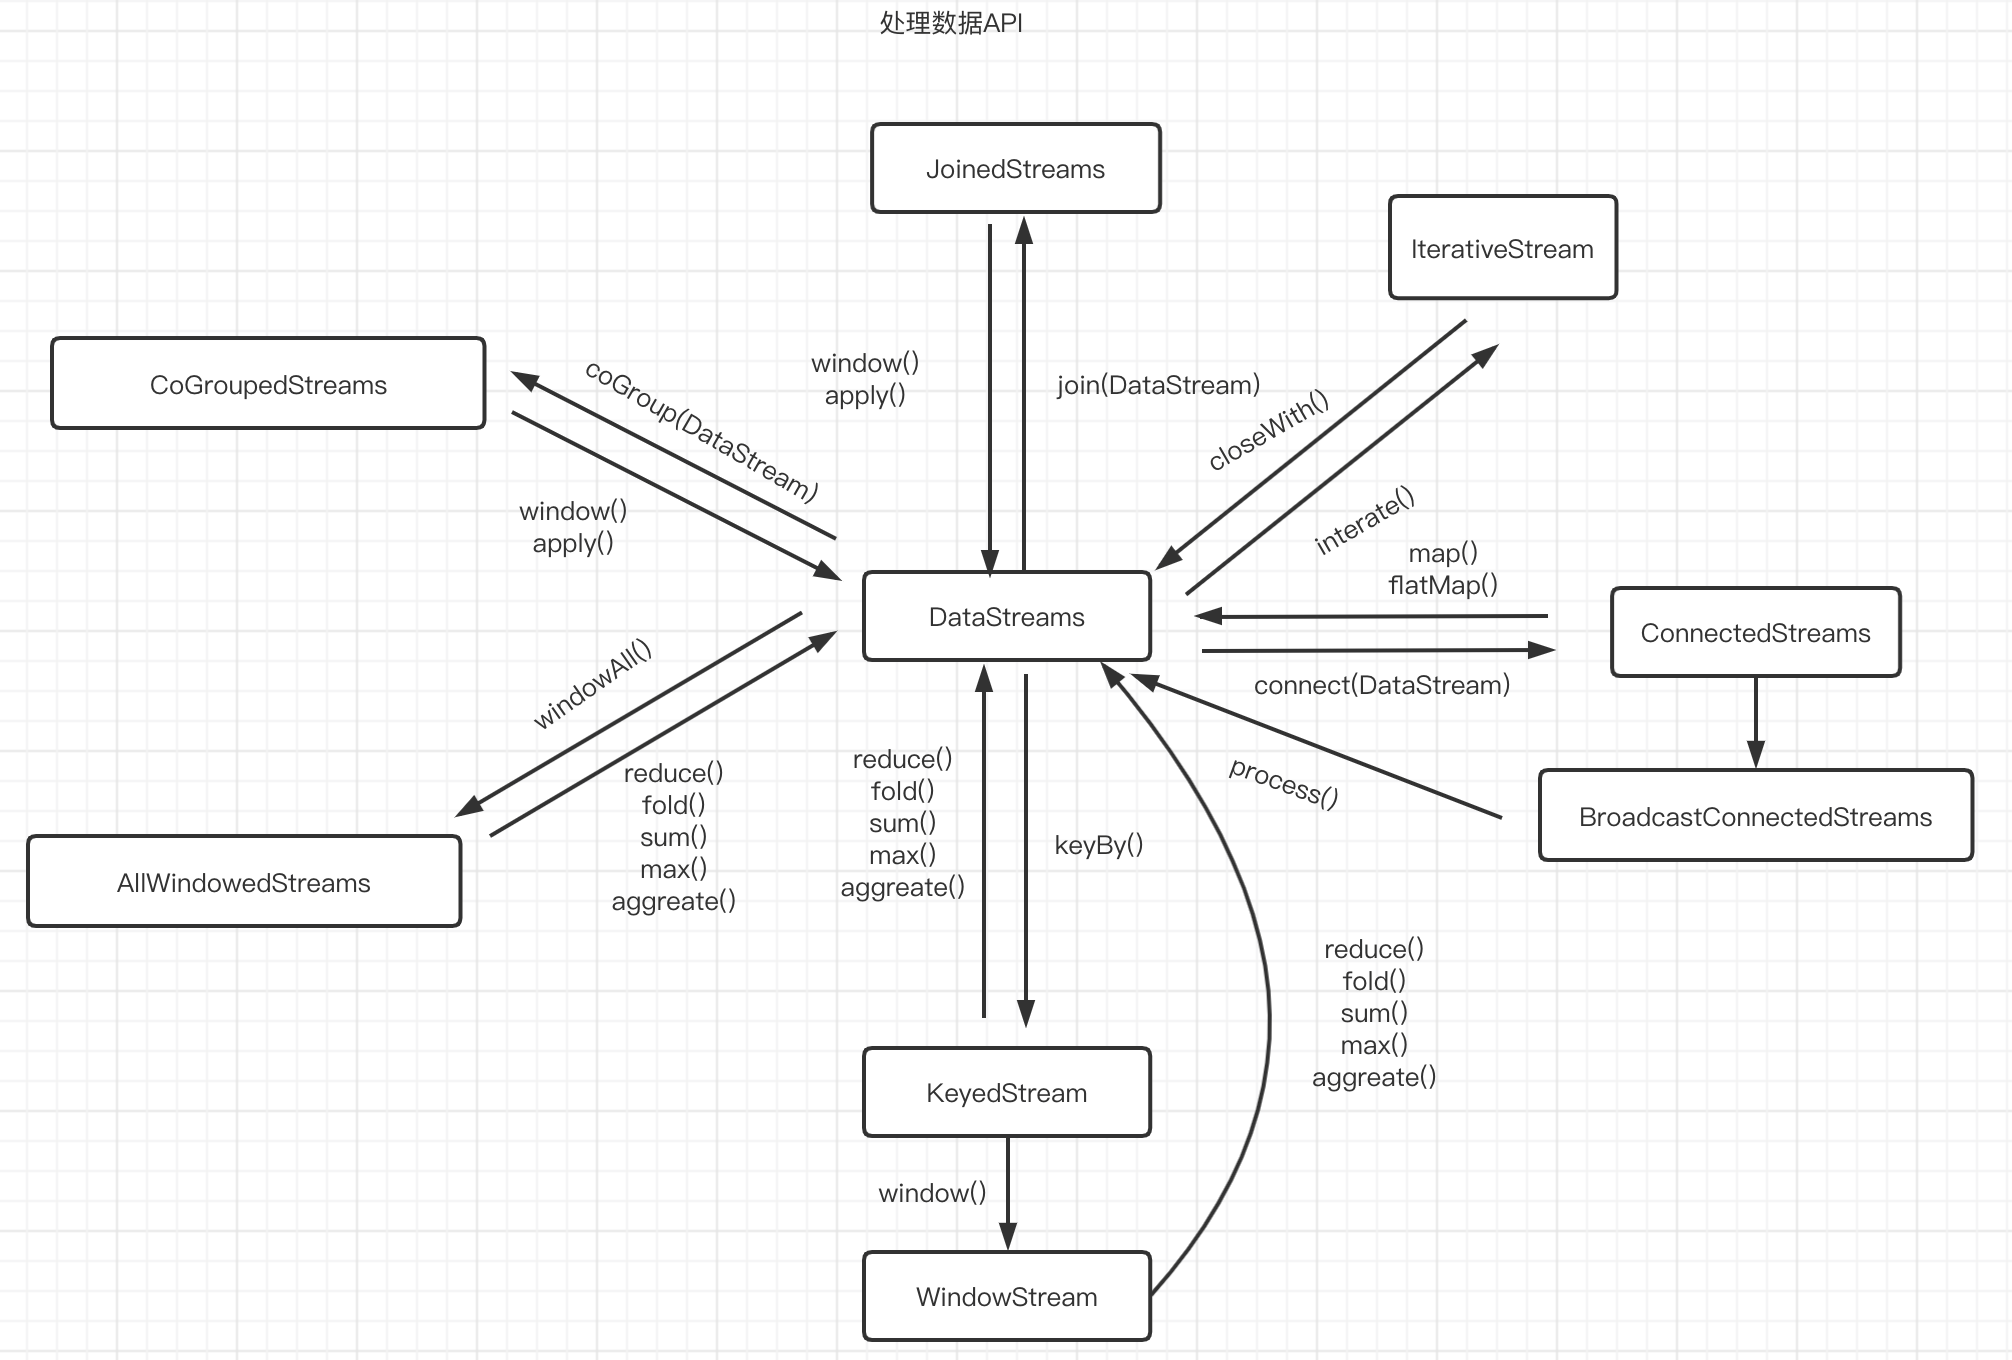 处理数据API
JoinedStreams
IterativeStream
CoGroupedStreams
coGroup(DataStream)
window()
apply()
join(DataStream)
closeWith()
window()
apply()
interate()
map()
flatMap()
DataStreams
ConnectedStreams
connect(DataStream)
windowAll()
process()
BroadcastConnectedStreams
reduce()
fold()
sum()
max()
aggreate()
reduce()
fold()
sum()
max()
aggreate()
keyBy()
AllWindowedStreams
reduce()
fold()
sum()
max()
aggreate()
KeyedStream
window()
WindowStream